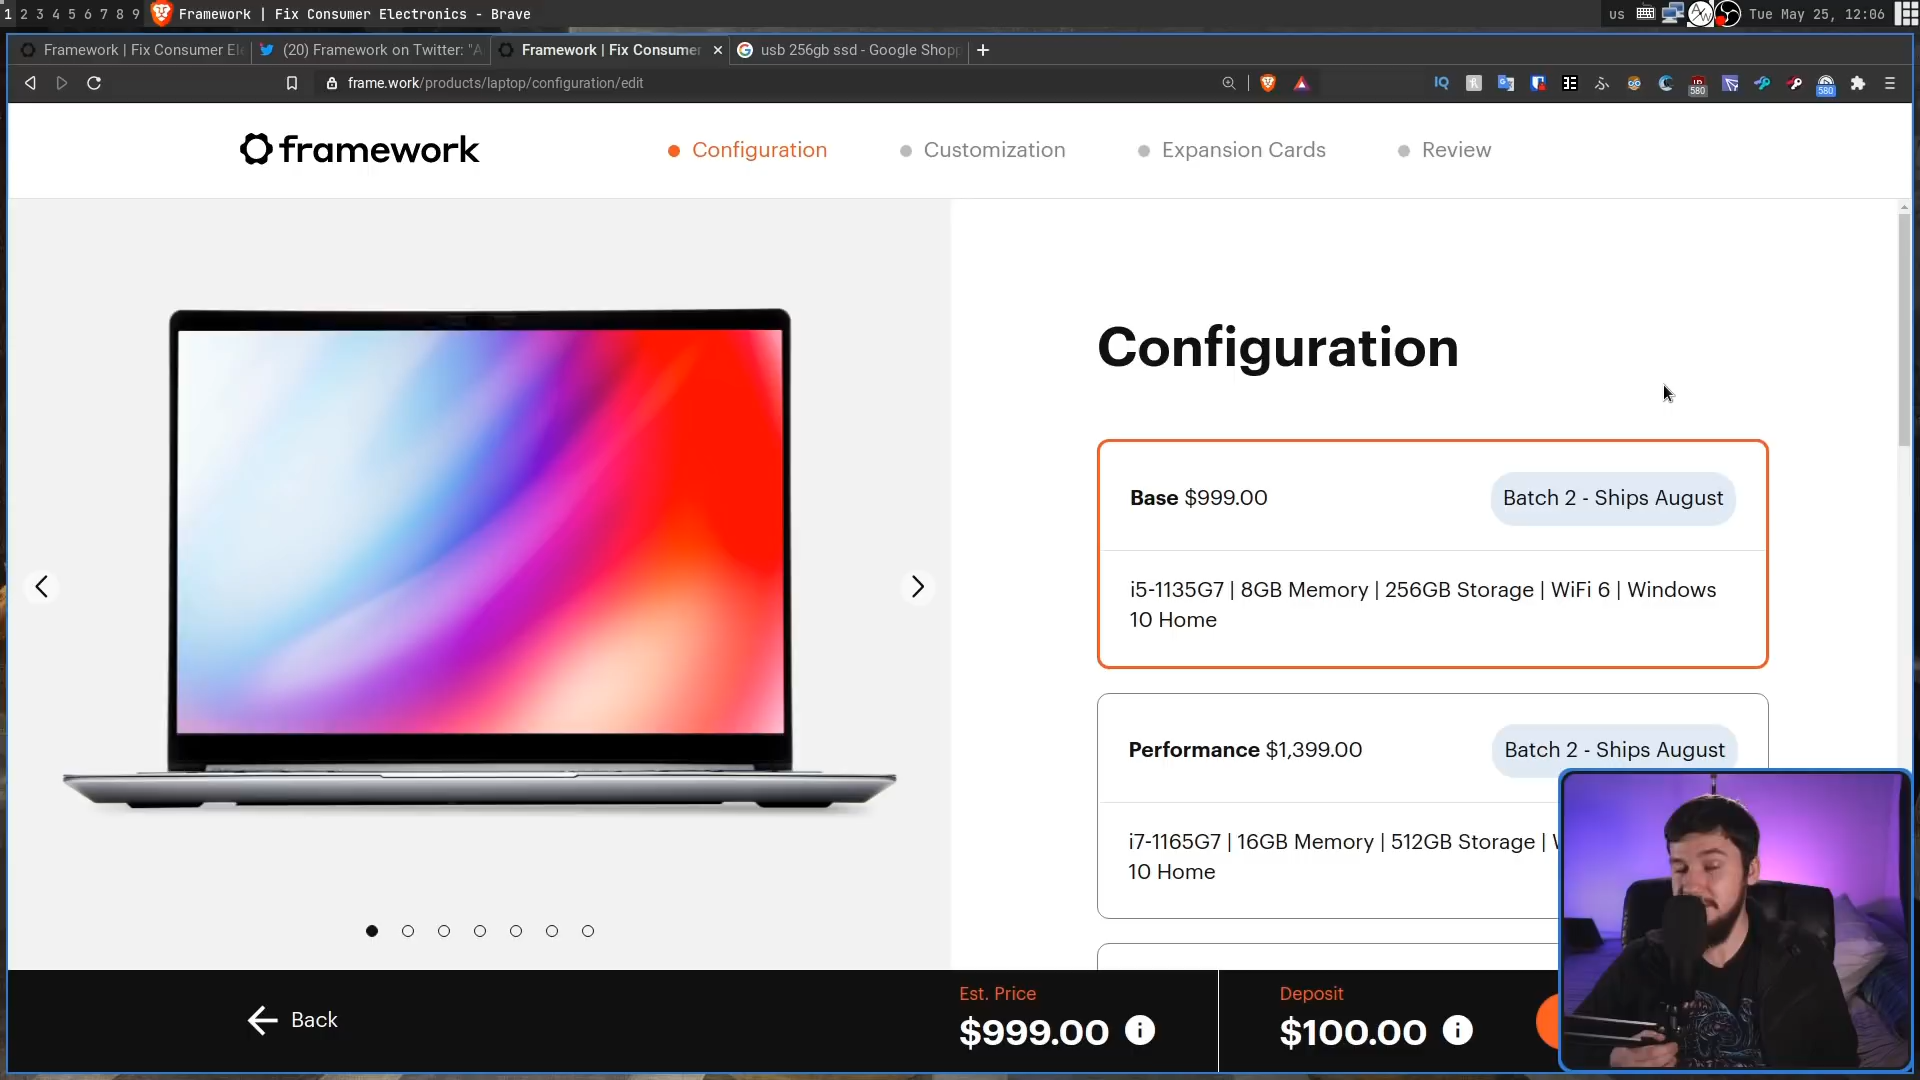 1 2 3 4 5 6 7 8 9 Framework | Fix Consumer Electronics - Brave us Tue May 25, 12:06
Framework | Fix Consumer El (20) Framework on Twitter: "A Framework | Fix Consumer usb 256gb ssd - Google Shopp
frame.work/products/laptop/configuration/edit IQ 580 580
framework Configuration Customization Expansion Cards Review
Configuration
Base $999.00 Batch 2 - Ships August
i5-1135G7 | 8GB Memory | 256GB Storage | WiFi 6 | Windows
10 Home
Performance $1,399.00 Batch 2 - Ships August
i7-1165G7 | 16GB Memory | 512GB Storage |
10 Home
Back
Est. Price
$999.00
Deposit
$100.00